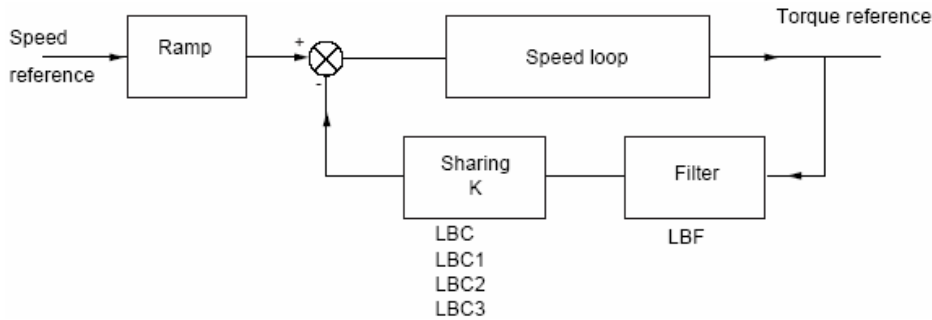 Speed
reference
Ramp
+
-
Speed loop
Torque reference
Sharing
K
Filter
LBC
LBC1
LBC2
LBC3
LBF